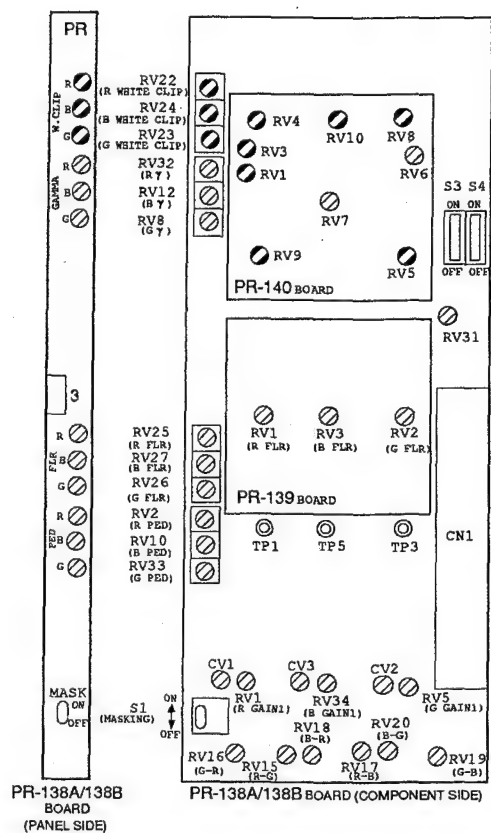 PR
R
B
G
W.CLIP
R
B
G
GAMMA
3
R
B
G
FLR
R
B
G
PED
MASK
ON
OFF
PR-138A/138B
BOARD
(PANEL SIDE)
RV22
(R WHITE CLIP)
RV24
(B WHITE CLIP)
RV23
(G WHITE CLIP)
RV32
(R γ)
RV12
(B γ)
RV8
(G γ)
RV25
(R FLR)
RV27
(B FLR)
RV26
(G FLR)
RV2
(R PED)
RV10
(B PED)
RV33
(G PED)
S1
(MASKING)
ON
OFF
RV4
RV10
RV8
RV3
RV6
RV1
RV7
RV9
RV5
PR-140 BOARD
S3 S4
ON ON
OFF OFF
RV31
RV1
(R FLR)
RV3
(B FLR)
RV2
(G FLR)
PR-139 BOARD
TP1
TP5
TP3
CN1
CV1
RV1
(R GAIN1)
CV3
RV34
(B GAIN1)
CV2
RV5
(G GAIN1)
RV16
(G-R)
RV15
(R-G)
RV18
(B-R)
RV17
(R-B)
RV20
(B-G)
RV19
(G-B)
PR-138A/138B BOARD (COMPONENT SIDE)